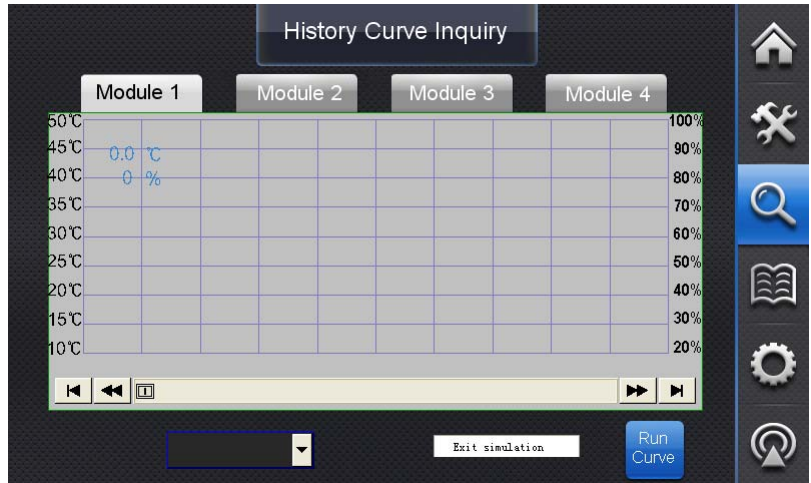 History Curve Inquiry
Module 1 Module 2 Module 3 Module 4
50℃ 100%
45℃ 90%
0.0 ℃
40℃ 80%
0 %
35℃ 70%
30℃ 60%
25℃ 50%
20℃ 40%
15℃ 30%
10℃ 20%
Exit simulation
Run
Curve